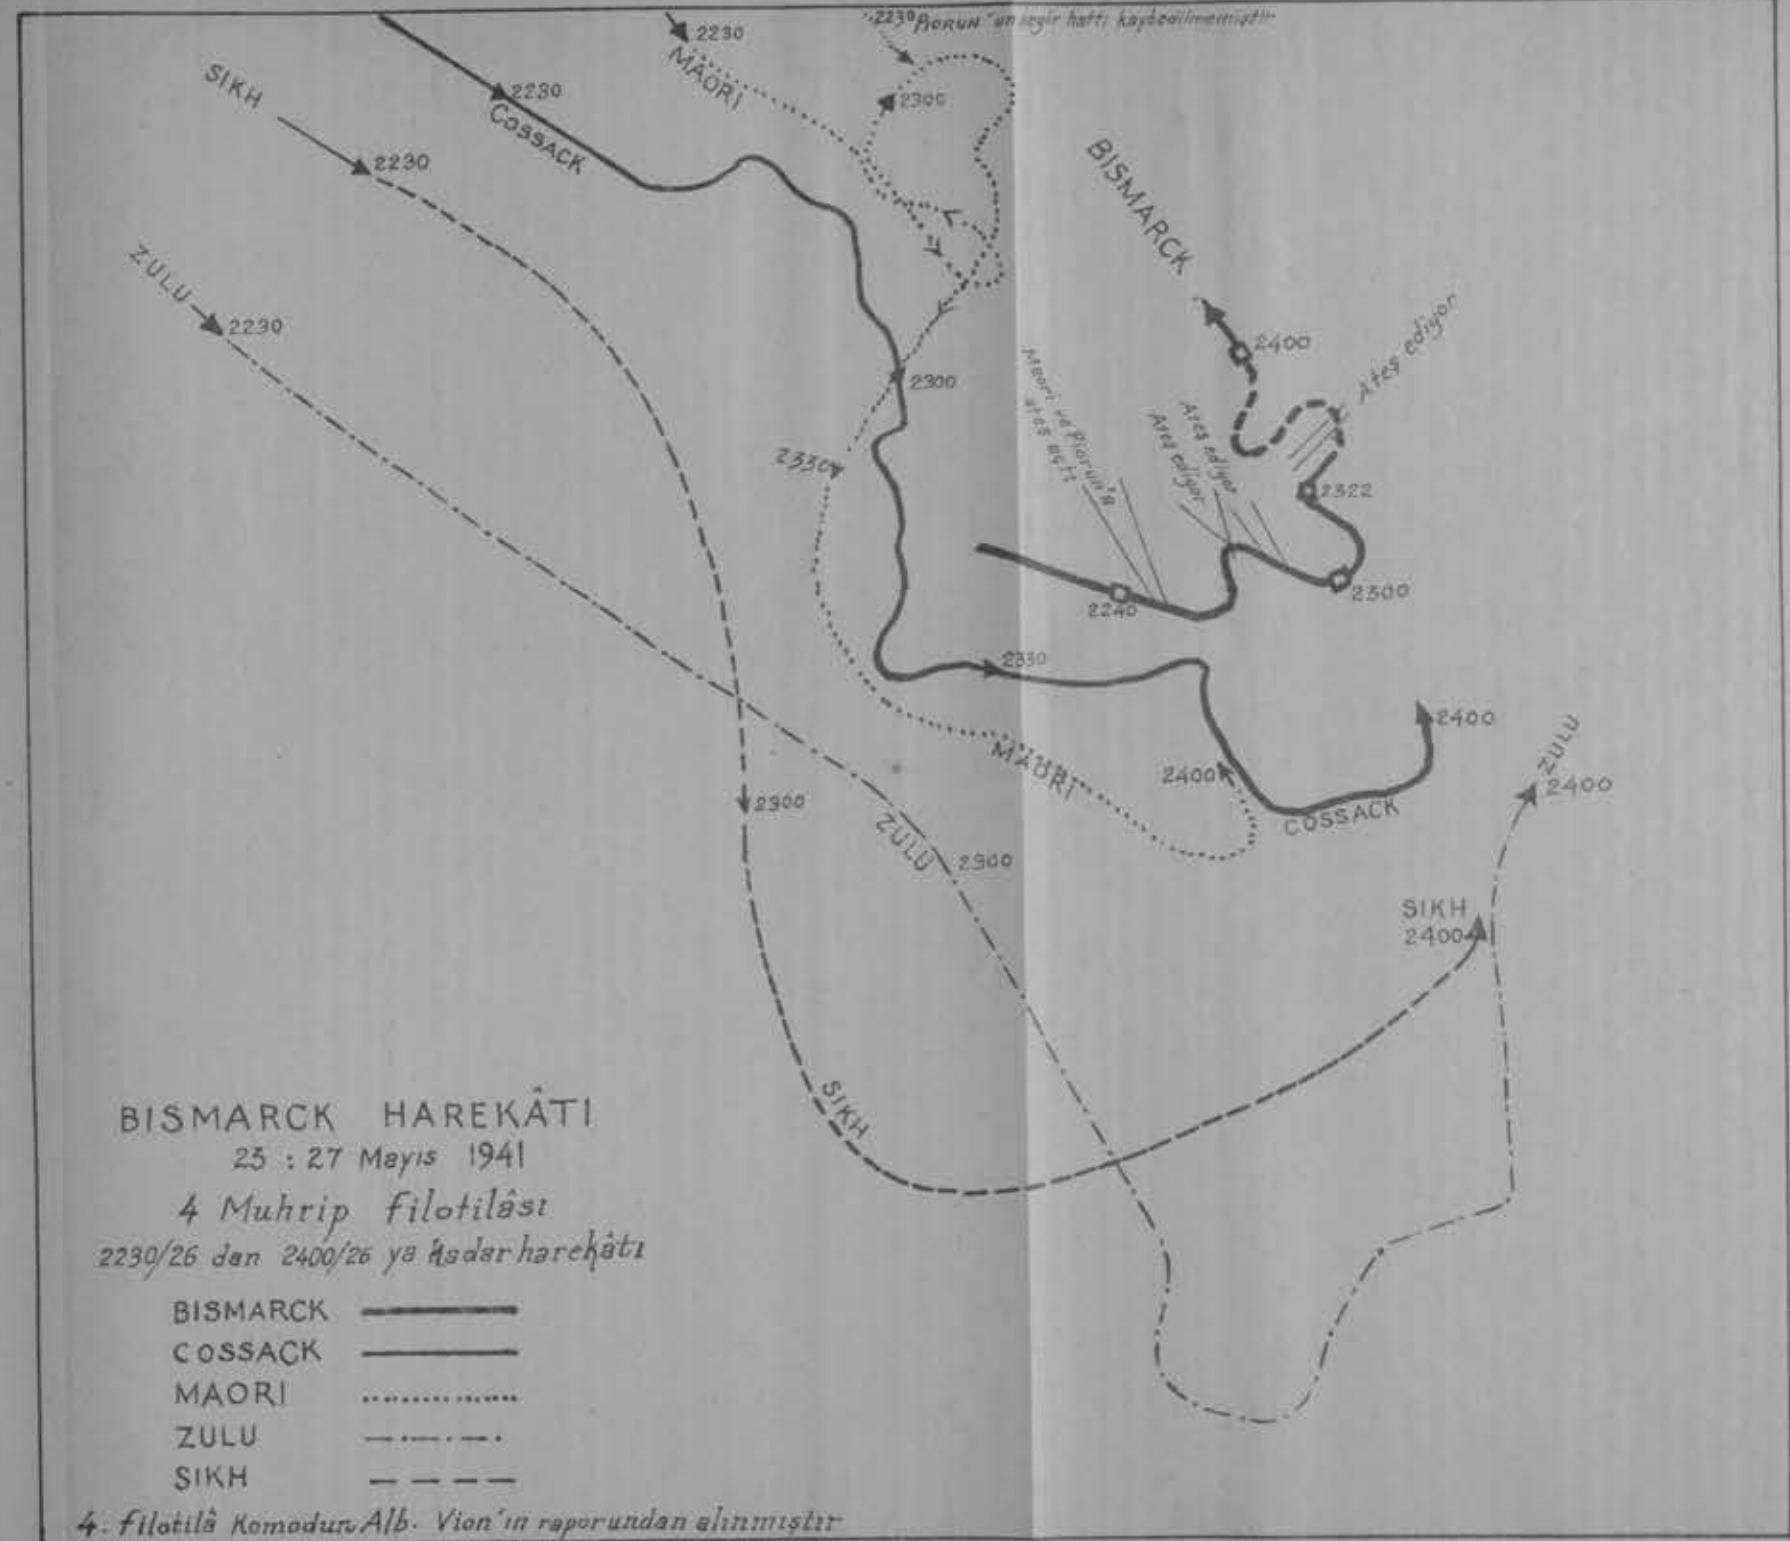 2230 PIORUN'un seyir hattı kaydedilmemiştir
2230
MAORI
2300
SIKH
2230
COSSACK
2230
BISMARCK
ZULU
2230
2400
Ateş ediyor
2300
Maori ve Piorun'a
ateş açtı
Ateş ediyor
Ateş ediyor
2330
2322
2240
2300
2330
2400
MAORI
2400
COSSACK
ZULU
2400
2300
ZULU
2300
SIKH
2400
SIKH
BISMARCK HAREKÂTI
23 : 27 Mayıs 1941
4 Muhrip filotilâsı
2230/26 dan 2400/26 ya kadar harekâtı
BISMARCK
COSSACK
MAORI
ZULU
SIKH
4. filotilâ Komodun Alb. Vion'ın raporundan alınmıştır